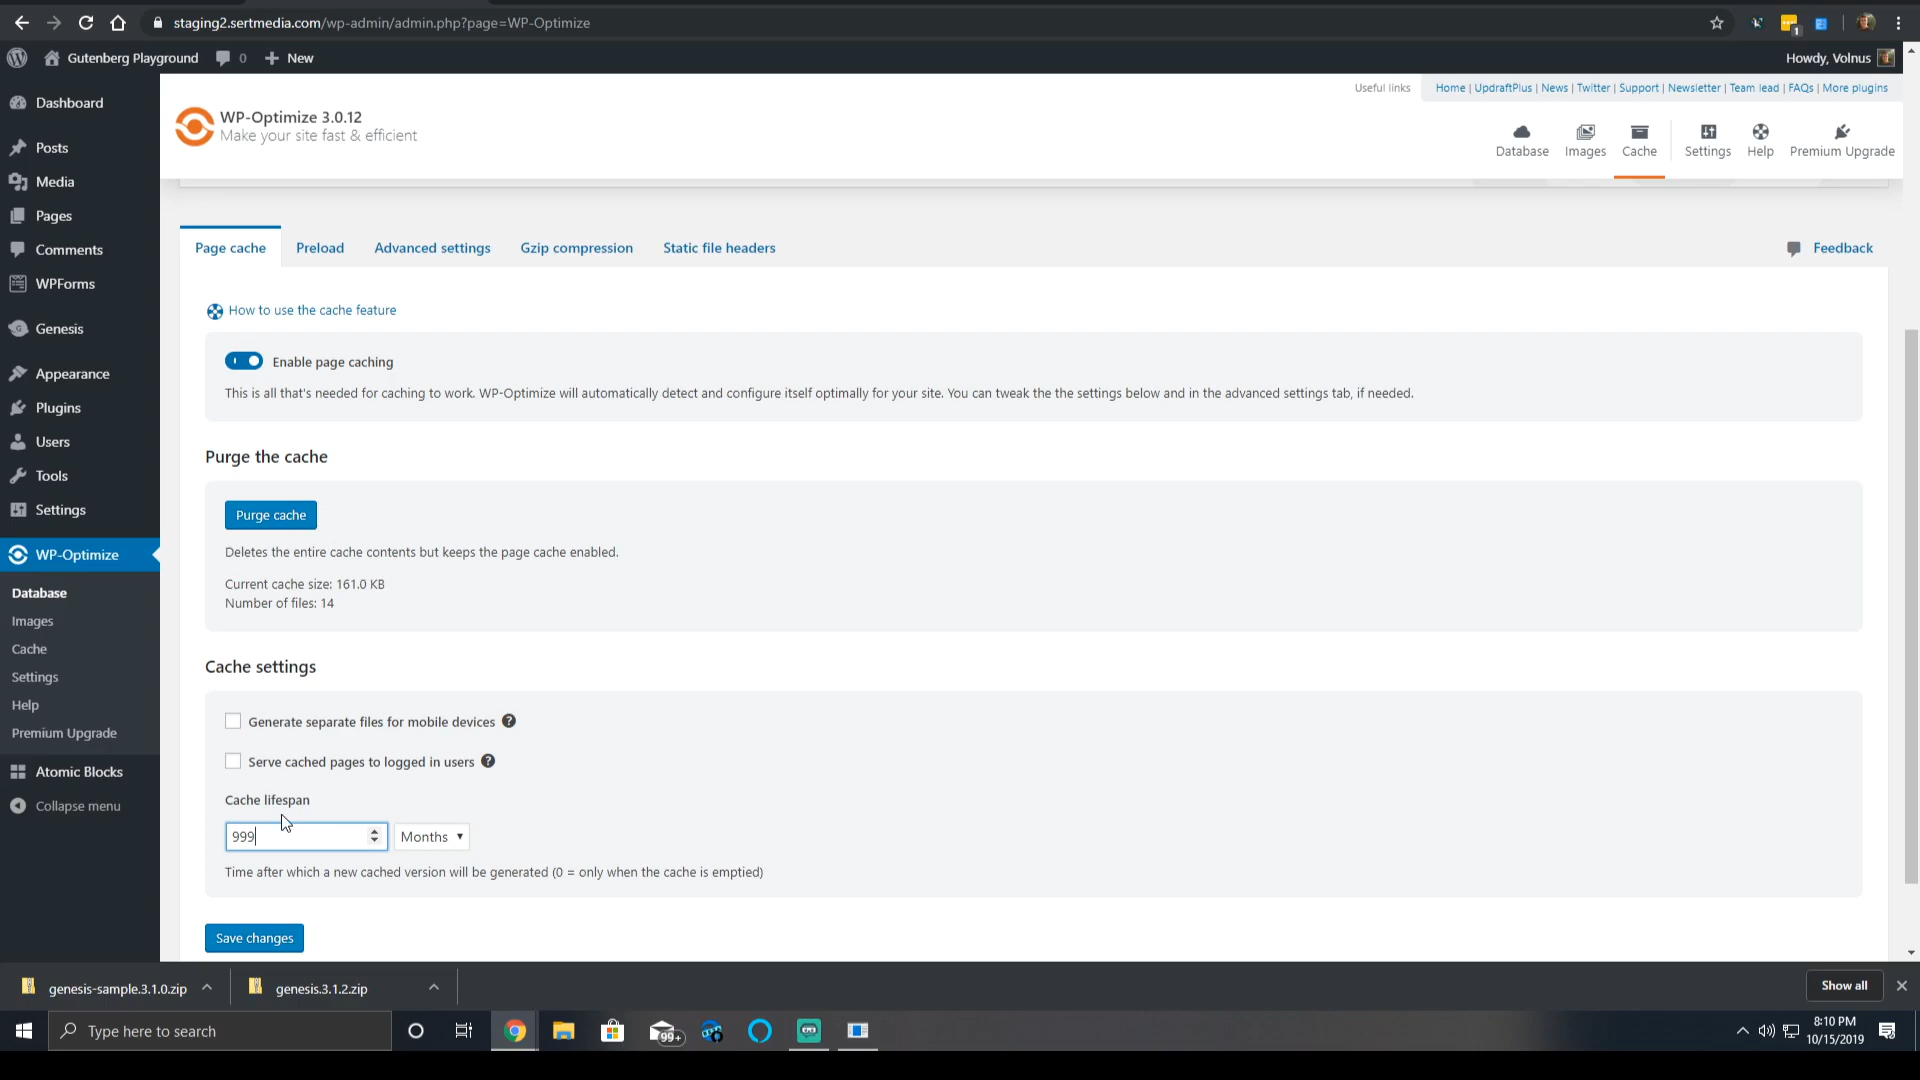 staging2.sertmedia.com/wp-admin/admin.php?page=WP-Optimize
1
Gutenberg Playground
0
New
Howdy, Volnus
Dashboard
Posts
Media
Pages
Comments
WPForms
Genesis
Appearance
Plugins
Users
Tools
Settings
WP-Optimize
Database
Images
Cache
Settings
Help
Premium Upgrade
Atomic Blocks
Collapse menu
Useful links
Home | UpdraftPlus | News | Twitter | Support | Newsletter | Team lead | FAQs | More plugins
WP-Optimize 3.0.12
Make your site fast & efficient
Database
Images
Cache
Settings
Help
Premium Upgrade
Page cache
Preload
Advanced settings
Gzip compression
Static file headers
Feedback
How to use the cache feature
Enable page caching
This is all that's needed for caching to work. WP-Optimize will automatically detect and configure itself optimally for your site. You can tweak the the settings below and in the advanced settings tab, if needed.
Purge the cache
Purge cache
Deletes the entire cache contents but keeps the page cache enabled.
Current cache size: 161.0 KB
Number of files: 14
Cache settings
Generate separate files for mobile devices ?
Serve cached pages to logged in users ?
Cache lifespan
999
Months
Time after which a new cached version will be generated (0 = only when the cache is emptied)
Save changes
genesis-sample.3.1.0.zip
genesis.3.1.2.zip
Show all
Type here to search
99+
8:10 PM
10/15/2019